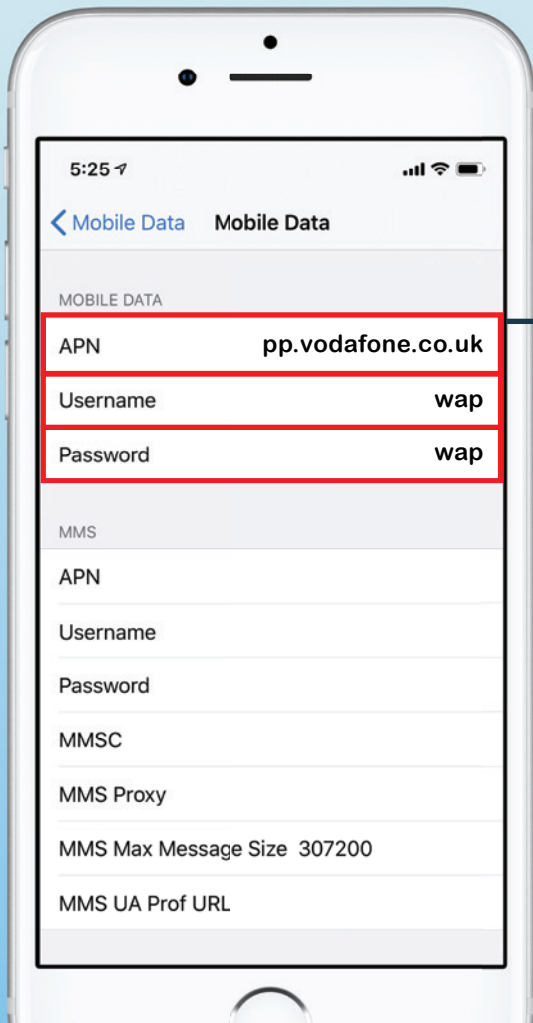 5:25
Mobile Data Mobile Data
MOBILE DATA
APN pp.vodafone.co.uk
Username wap
Password wap
MMS
APN
Username
Password
MMSC
MMS Proxy
MMS Max Message Size 307200
MMS UA Prof URL